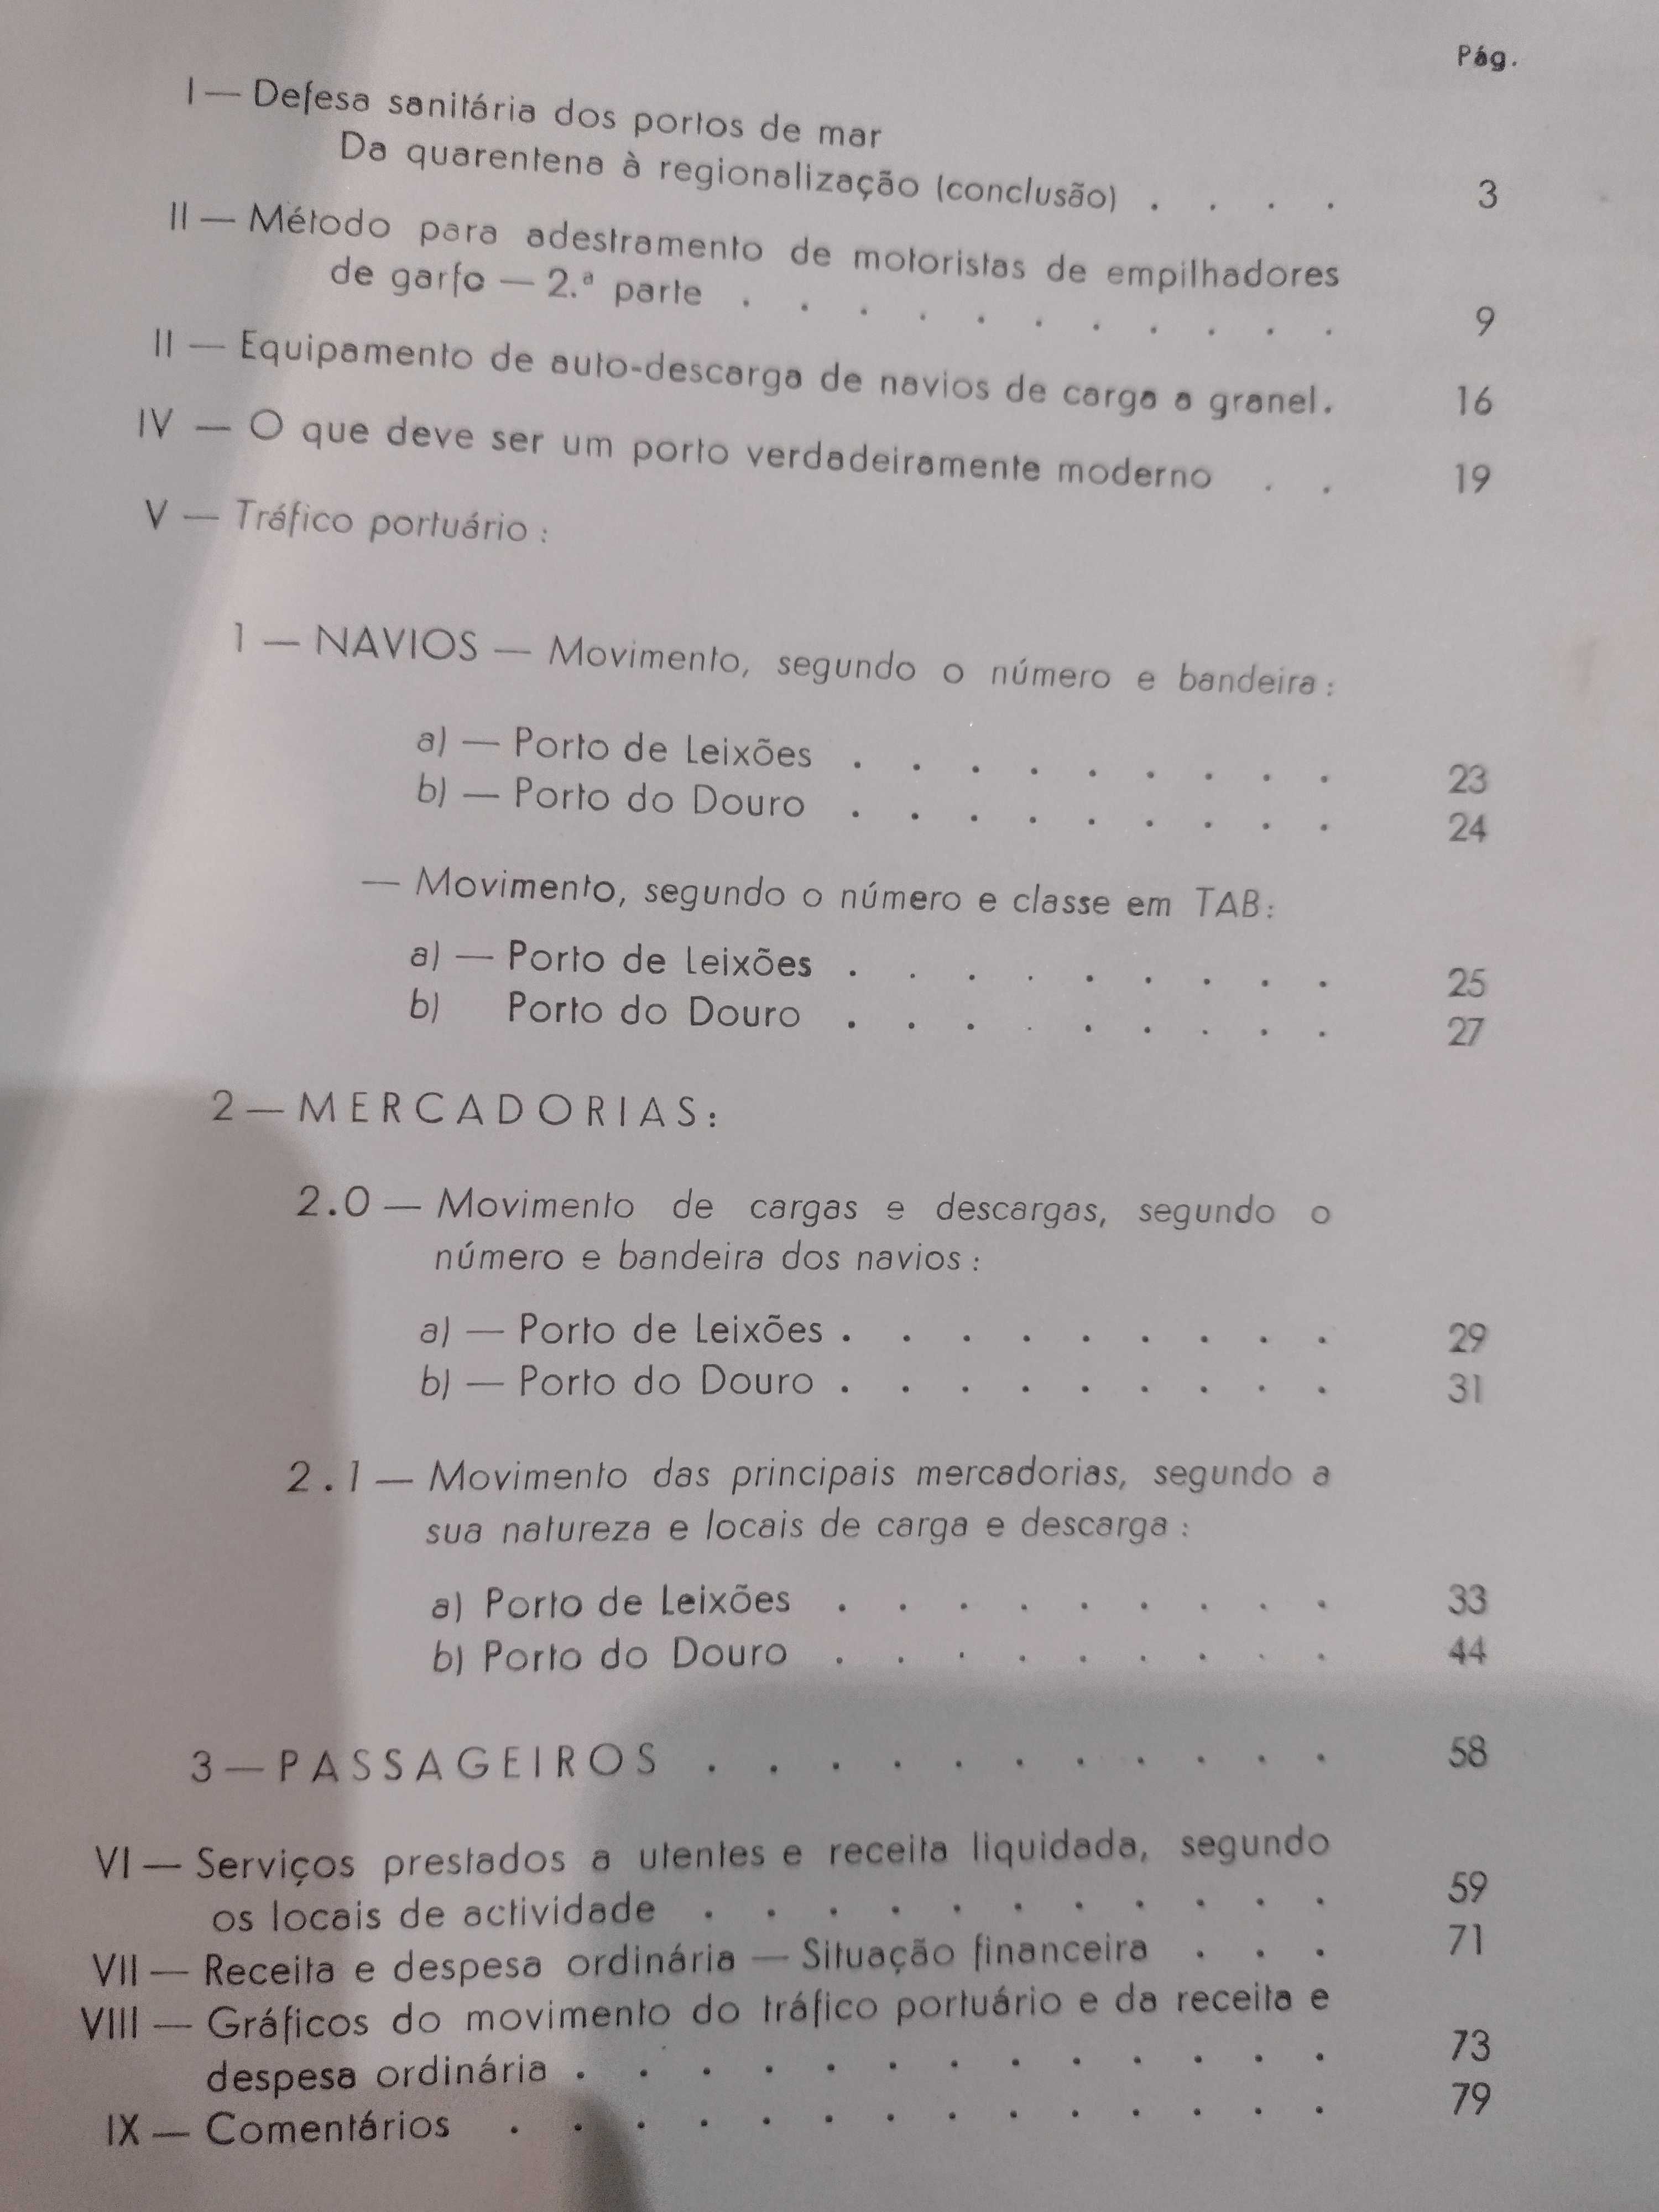 Pág.
I — Defesa sanitária dos portos de mar
Da quarentena à regionalização (conclusão) . . . . 3
II — Método para adestramento de motoristas de empilhadores
de garfo — 2.ª parte . . . . . . . . . . . 9
II — Equipamento de auto-descarga de navios de carga a granel. 16
IV — O que deve ser um porto verdadeiramente moderno . . 19
V — Tráfico portuário :
1 — NAVIOS — Movimento, segundo o número e bandeira :
a) — Porto de Leixões . . . . . . . . . 23
b) — Porto do Douro . . . . . . . . . 24
— Movimento, segundo o número e classe em TAB:
a) — Porto de Leixões . . . . . . . . . 25
b) Porto do Douro . . . . . . . . . 27
2 — MERCADORIAS:
2.0 — Movimento de cargas e descargas, segundo o
número e bandeira dos navios :
a) — Porto de Leixões . . . . . . . . . 29
b) — Porto do Douro . . . . . . . . . 31
2.1 — Movimento das principais mercadorias, segundo a
sua natureza e locais de carga e descarga :
a) Porto de Leixões . . . . . . . . . 33
b) Porto do Douro . . . . . . . . . 44
3 — PASSAGEIROS . . . . . . . . . . . 58
VI — Serviços prestados a utentes e receita liquidada, segundo
os locais de actividade . . . . . . . . . . . 59
VII — Receita e despesa ordinária — Situação financeira . . . 71
VIII — Gráficos do movimento do tráfico portuário e da receita e
despesa ordinária . . . . . . . . . . . . . 73
IX — Comentários . . . . . . . . . . . . . . 79